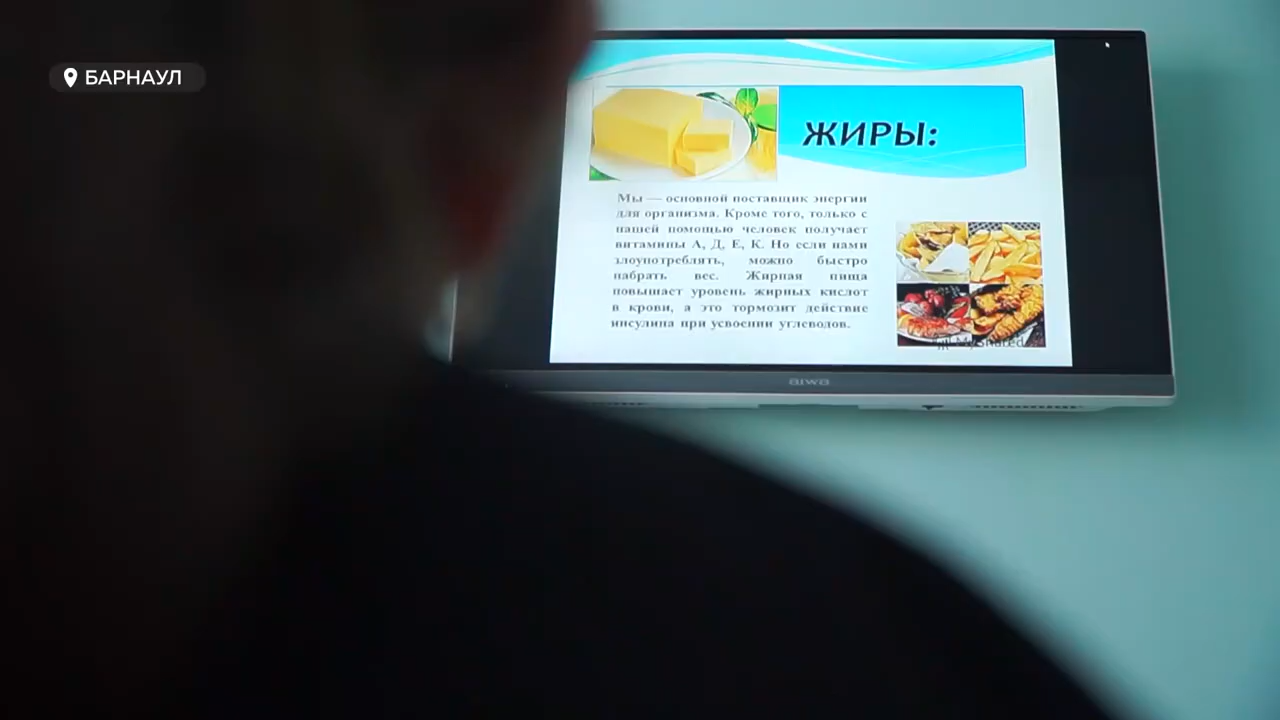 БАРНАУЛ
ЖИРЫ:
Мы — основной поставщик энергии
для организма. Кроме того, только с
нашей помощью человек получает
витамины А, Д, Е, К. Но если нами
злоупотреблять, можно быстро
набрать вес. Жирная пища
повышает уровень жирных кислот
в крови, а это тормозит действие
инсулина при усвоении углеводов.
MyShared
aiwa